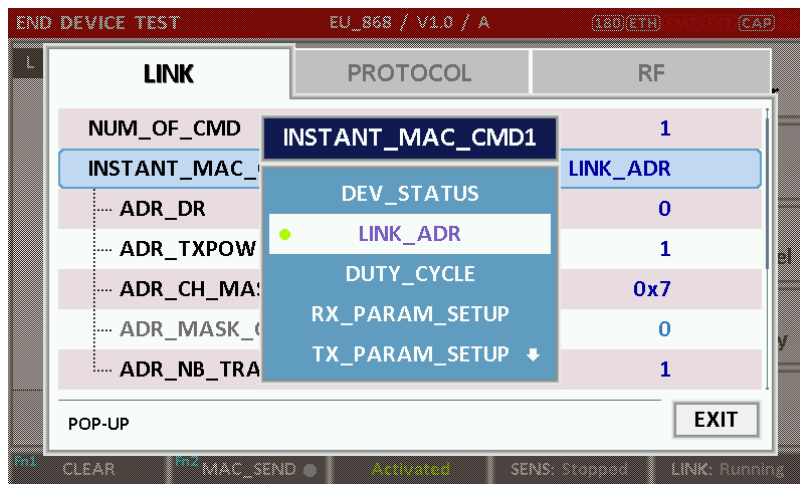 END DEVICE TEST EU_868 / V1.0 / A (180) (ETH) (CAP)
L
LINK PROTOCOL RF
NUM_OF_CMD 1
INSTANT_MAC_CMD1
INSTANT_MAC_ LINK_ADR
DEV_STATUS
ADR_DR 0
LINK_ADR
ADR_TXPOW 1
DUTY_CYCLE
ADR_CH_MAS 0x7
RX_PARAM_SETUP
ADR_MASK_ 0
TX_PARAM_SETUP
ADR_NB_TRA 1
POP-UP EXIT
Fn1 CLEAR Fn2 MAC_SEND Activated SENS: Stopped LINK: Running